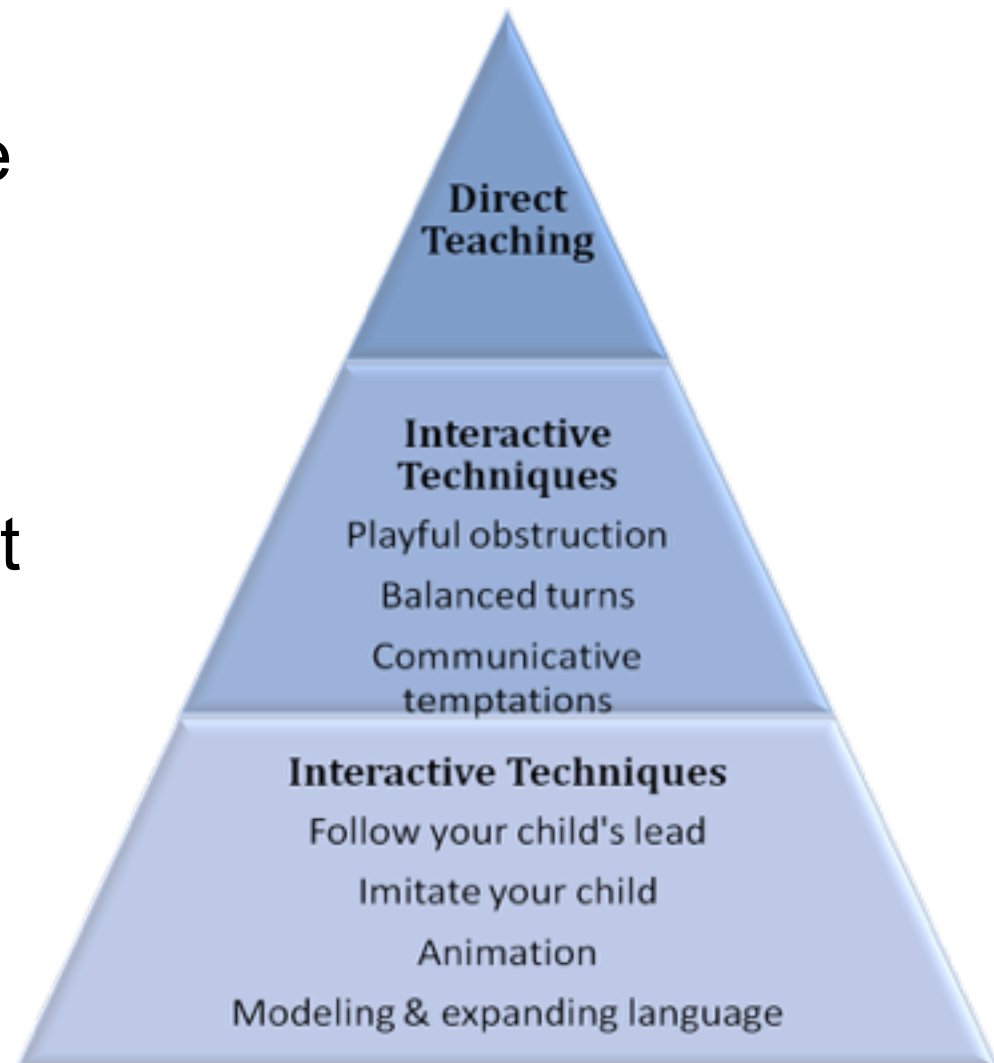 e
Direct
Teaching
Interactive
Techniques
Playful obstruction
t
Balanced turns
Communicative
temptations
Interactive Techniques
Follow your child's lead
Imitate your child
Animation
Modeling & expanding language